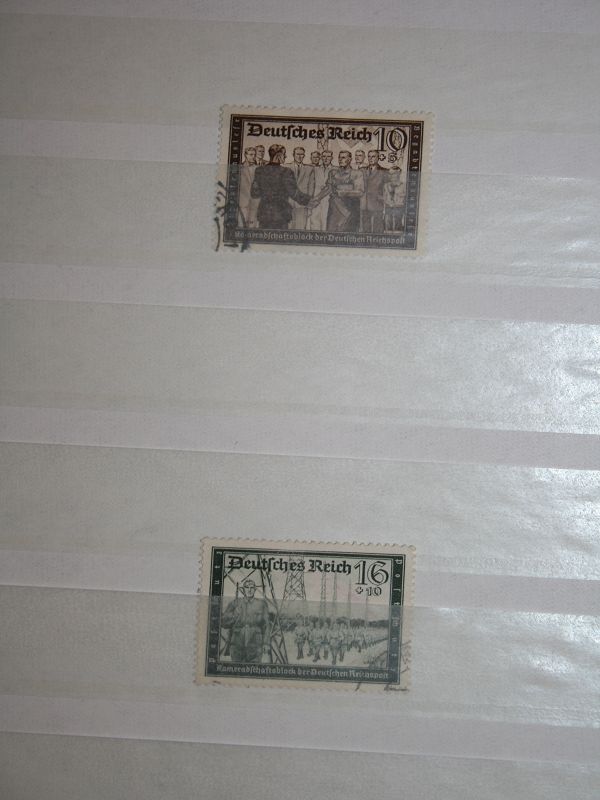 Deutsches Reich 10
+5
Kameradschaftsblock der Deutschen Reichspost
Deutsches Reich 16
+10
Kameradschaftsblock der Deutschen Reichspost